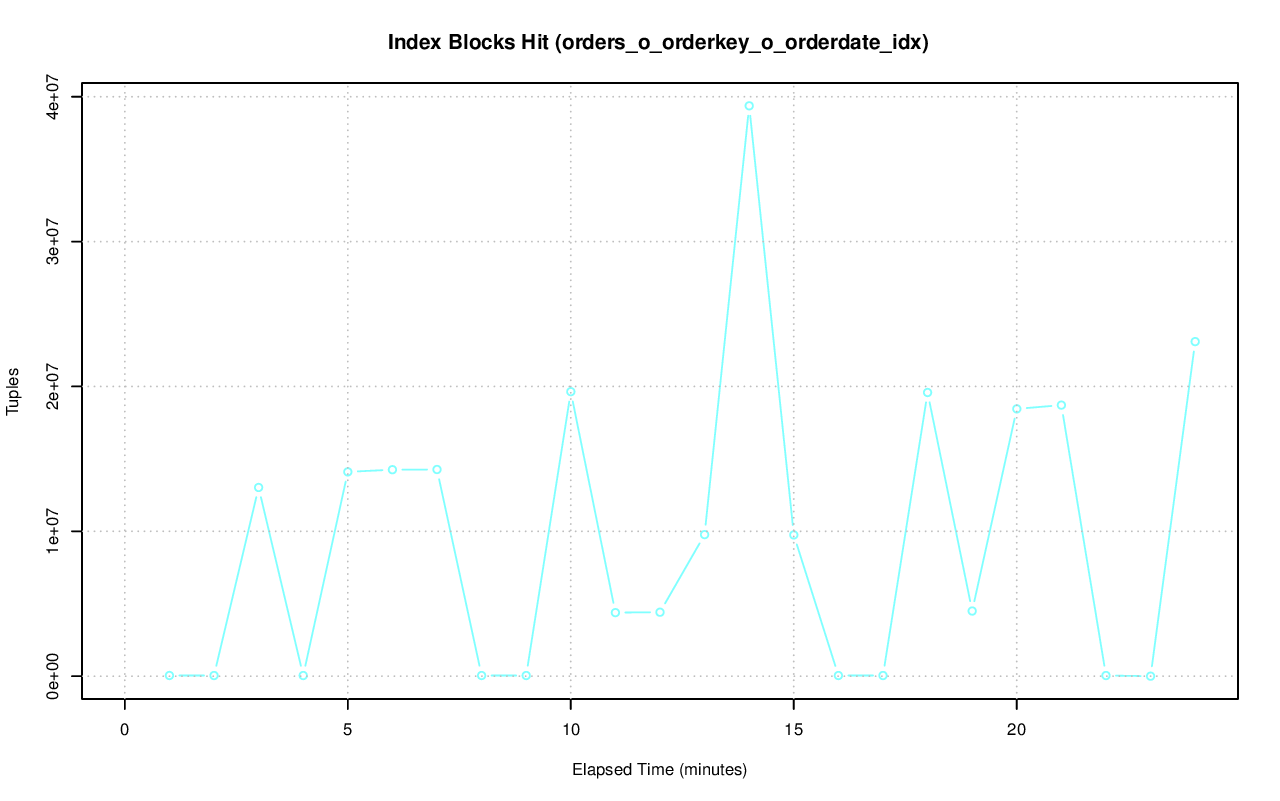 Index Blocks Hit (orders_o_orderkey_o_orderdate_idx)
4e+07
3e+07
2e+07
1e+07
0e+00
Tuples
0 5 10 15 20
Elapsed Time (minutes)